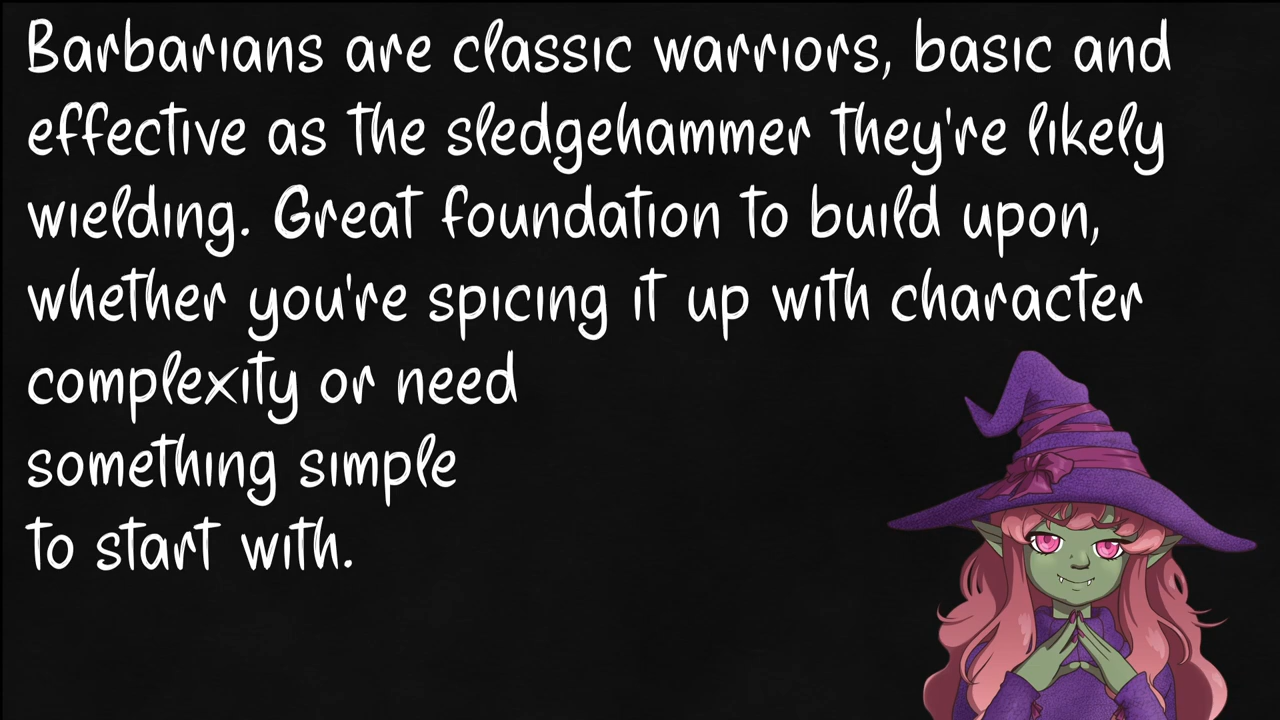 Barbarians are classic warriors, basic and
effective as the sledgehammer they're likely
wielding. Great foundation to build upon,
whether you're spicing it up with character
complexity or need
something simple
to start with.